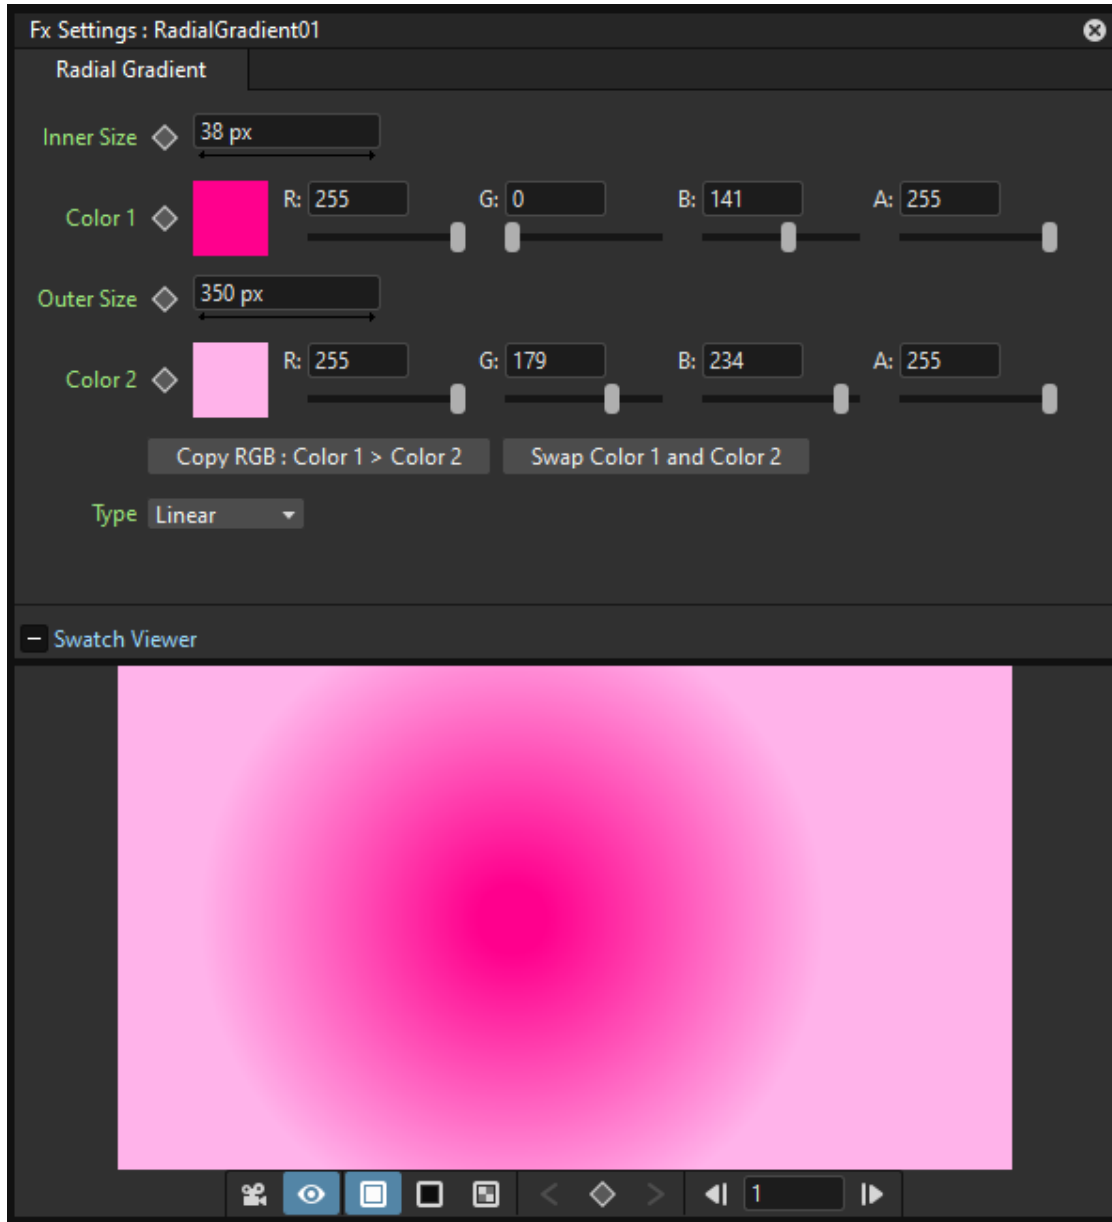 Fx Settings : RadialGradient01
Radial Gradient
Inner Size 38 px
Color 1 R: 255 G: 0 B: 141 A: 255
Outer Size 350 px
Color 2 R: 255 G: 179 B: 234 A: 255
Copy RGB : Color 1 > Color 2 Swap Color 1 and Color 2
Type Linear
Swatch Viewer
1